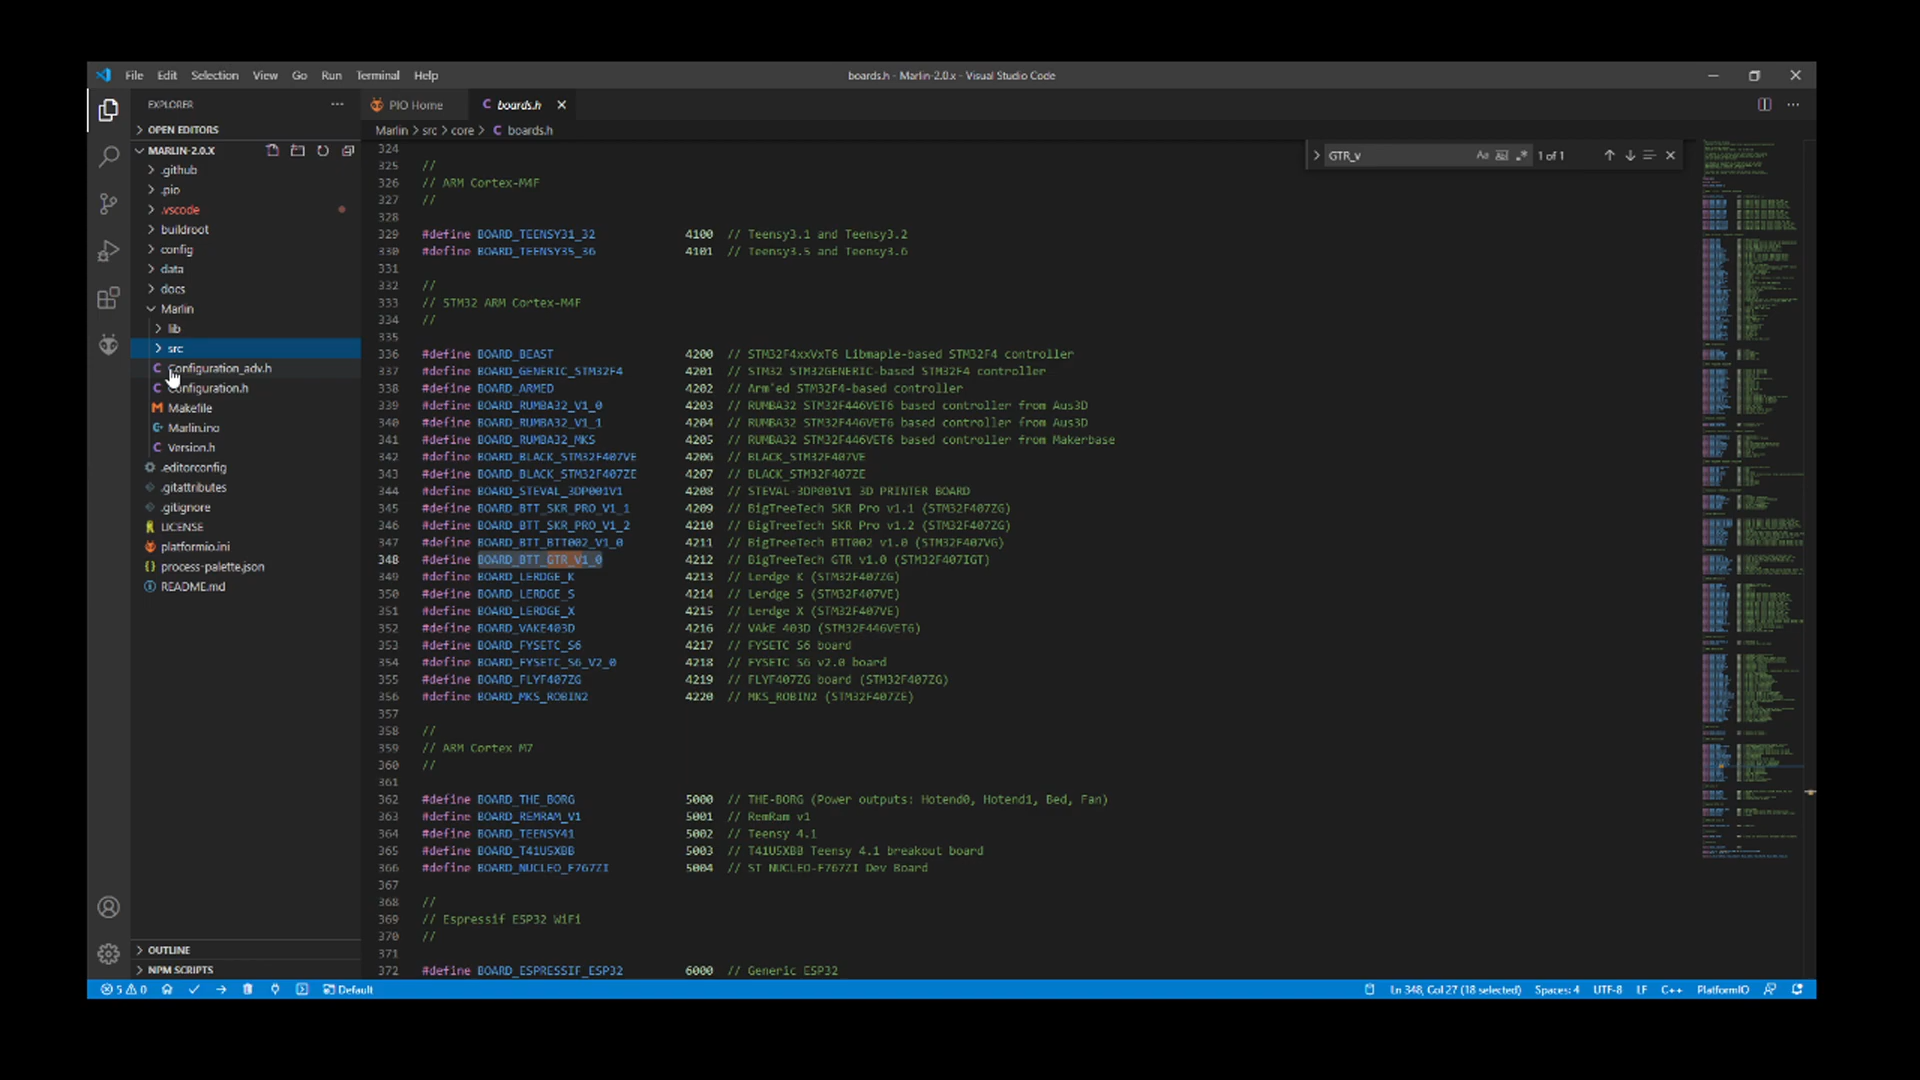 File Edit Selection View Go Run Terminal Help
boards.h - Marlin-2.0.x - Visual Studio Code
EXPLORER
PIO Home
boards.h
OPEN EDITORS
MARLIN-2.0.X
.github
.pio
.vscode
buildroot
config
data
docs
Marlin
lib
src
Configuration_adv.h
Configuration.h
Makefile
Marlin.ino
Version.h
.editorconfig
.gitattributes
.gitignore
LICENSE
platformio.ini
process-palette.json
README.md
OUTLINE
NPM SCRIPTS
Marlin > src > core > boards.h
GTR_v Aa 1 of 1
324
325 //
326 // ARM Cortex-M4F
327 //
328
329 #define BOARD_TEENSY31_32 4100 // Teensy3.1 and Teensy3.2
330 #define BOARD_TEENSY35_36 4101 // Teensy3.5 and Teensy3.6
331
332 //
333 // STM32 ARM Cortex-M4F
334 //
335
336 #define BOARD_BEAST 4200 // STM32F4xxVxT6 Libmaple-based STM32F4 controller
337 #define BOARD_GENERIC_STM32F4 4201 // STM32 STM32GENERIC-based STM32F4 controller
338 #define BOARD_ARMED 4202 // Arm'ed STM32F4-based controller
339 #define BOARD_RUMBA32_V1_0 4203 // RUMBA32 STM32F446VET6 based controller from Aus3D
340 #define BOARD_RUMBA32_V1_1 4204 // RUMBA32 STM32F446VET6 based controller from Aus3D
341 #define BOARD_RUMBA32_MKS 4205 // RUMBA32 STM32F446VET6 based controller from Makerbase
342 #define BOARD_BLACK_STM32F407VE 4206 // BLACK_STM32F407VE
343 #define BOARD_BLACK_STM32F407ZE 4207 // BLACK_STM32F407ZE
344 #define BOARD_STEVAL_3DP001V1 4208 // STEVAL-3DP001V1 3D PRINTER BOARD
345 #define BOARD_BTT_SKR_PRO_V1_1 4209 // BigTreeTech SKR Pro v1.1 (STM32F407ZG)
346 #define BOARD_BTT_SKR_PRO_V1_2 4210 // BigTreeTech SKR Pro v1.2 (STM32F407ZG)
347 #define BOARD_BTT_BTT002_V1_0 4211 // BigTreeTech BTT002 v1.0 (STM32F407VG)
348 #define BOARD_BTT_GTR_V1_0 4212 // BigTreeTech GTR v1.0 (STM32F407IGT)
349 #define BOARD_LERDGE_K 4213 // Lerdge K (STM32F407ZG)
350 #define BOARD_LERDGE_S 4214 // Lerdge S (STM32F407VE)
351 #define BOARD_LERDGE_X 4215 // Lerdge X (STM32F407VE)
352 #define BOARD_VAKE403D 4216 // VAkE 403D (STM32F446VET6)
353 #define BOARD_FYSETC_S6 4217 // FYSETC S6 board
354 #define BOARD_FYSETC_S6_V2_0 4218 // FYSETC S6 v2.0 board
355 #define BOARD_FLYF407ZG 4219 // FLYF407ZG board (STM32F407ZG)
356 #define BOARD_MKS_ROBIN2 4220 // MKS_ROBIN2 (STM32F407ZE)
357
358 //
359 // ARM Cortex M7
360 //
361
362 #define BOARD_THE_BORG 5000 // THE-BORG (Power outputs: Hotend0, Hotend1, Bed, Fan)
363 #define BOARD_REMRAM_V1 5001 // RemRam v1
364 #define BOARD_TEENSY41 5002 // Teensy 4.1
365 #define BOARD_T41U5XBB 5003 // T41U5XBB Teensy 4.1 breakout board
366 #define BOARD_NUCLEO_F767ZI 5004 // ST NUCLEO-F767ZI Dev Board
367
368 //
369 // Espressif ESP32 WiFi
370 //
371
372 #define BOARD_ESPRESSIF_ESP32 6000 // Generic ESP32
5 0 Default Ln 348, Col 27 (18 selected) Spaces: 4 UTF-8 LF C++ PlatformIO